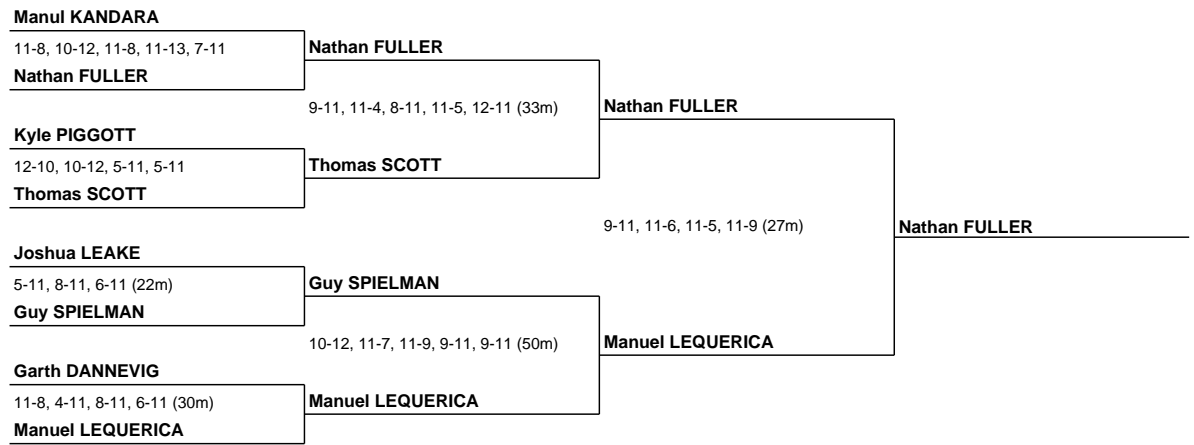 Manul KANDARA
11-8, 10-12, 11-8, 11-13, 7-11
Nathan FULLER
Nathan FULLER
9-11, 11-4, 8-11, 11-5, 12-11 (33m)
Nathan FULLER
Kyle PIGGOTT
12-10, 10-12, 5-11, 5-11
Thomas SCOTT
Thomas SCOTT
9-11, 11-6, 11-5, 11-9 (27m)
Nathan FULLER
Joshua LEAKE
5-11, 8-11, 6-11 (22m)
Guy SPIELMAN
Guy SPIELMAN
10-12, 11-7, 11-9, 9-11, 9-11 (50m)
Manuel LEQUERICA
Garth DANNEVIG
11-8, 4-11, 8-11, 6-11 (30m)
Manuel LEQUERICA
Manuel LEQUERICA